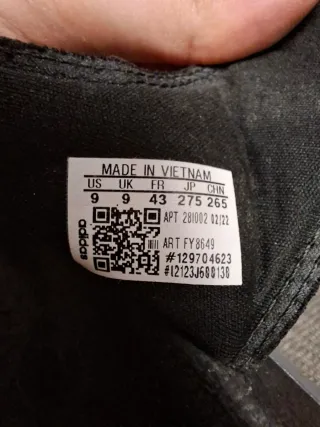 MADE IN VIETNAM
US UK FR JP CHN
9 9 43 275 265
APT 281002 02/22
ART FY8649
#129704623
#L2123J688138
adidas